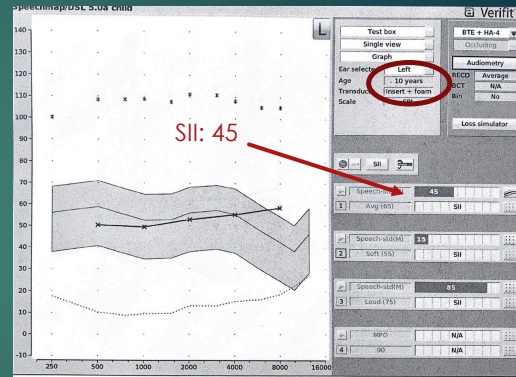 Speechmap/DSL 5.0a child
Verifit
L
140
130
120
110
100
90
80
70
60
50
40
30
20
10
0
-10
250
500
1000
2000
4000
8000
16000
SII: 45
Test box
Single view
Graph
Ear selected Left
Age 10 years
Insert + foam
Scale SPL
BTE + HA-4
Occluding
Audiometry
RECD Average
BCT N/A
Bin No
Loss simulator
SII
Speech-std(M) 45
1 Avg (65) SII
Speech-std(M) 15
2 Soft (55) SII
Speech-std(M) 85
3 Loud (75) SII
MPO N/A
4 90 N/A